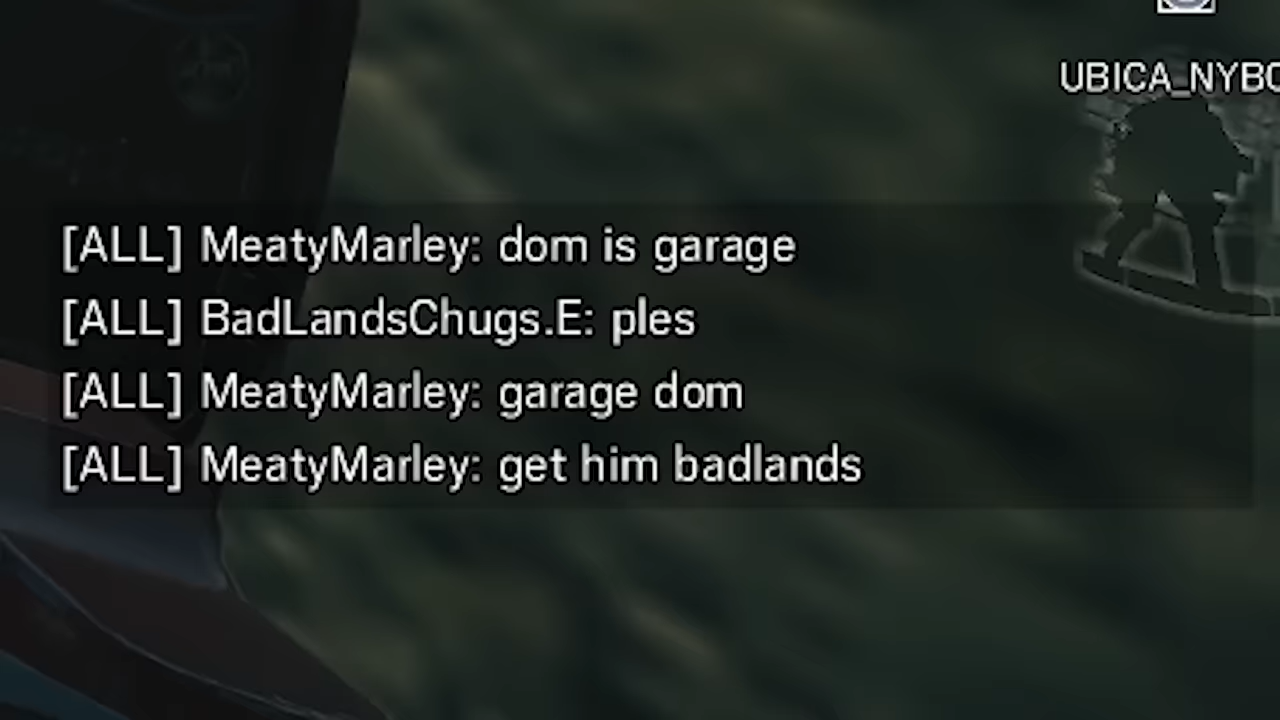 UBICA_NYBO
[ALL] MeatyMarley: dom is garage
[ALL] BadLandsChugs.E: ples
[ALL] MeatyMarley: garage dom
[ALL] MeatyMarley: get him badlands